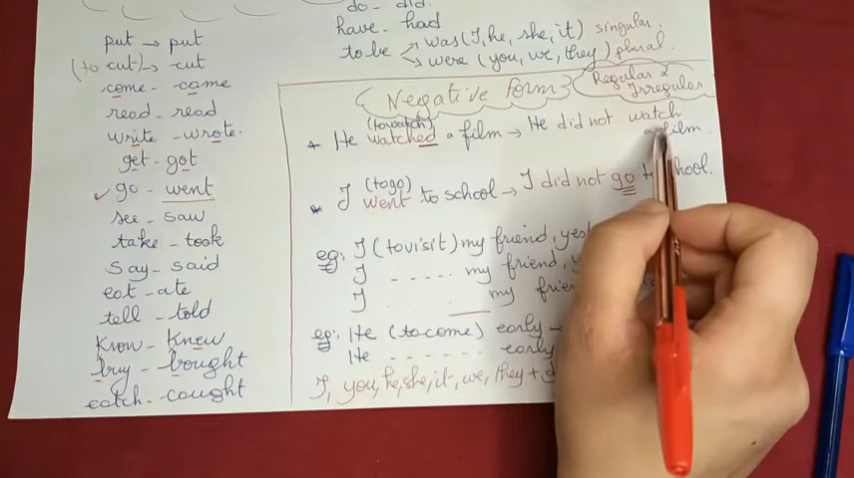 do - did.
have - had
to be was (I, he, she, it) singular.
were (you, we, they) plural.
put → put
(to cut) → cut
come - came
read - read
write - wrote.
get - got
go - went
see - saw
take - took
say - said
eat - ate
tell - told
know - knew
buy - bought
catch - caught
Negative form
Regular &
Irregular
(to watch)
* He watched a film → He did not watch
a film.
(to go)
* I went to school → I did not go
eg: I (to visit) my friend,
I ..... my friend,
I my
eg: He (to come) early
He ...... early
I, you, he, she, it, we, they +